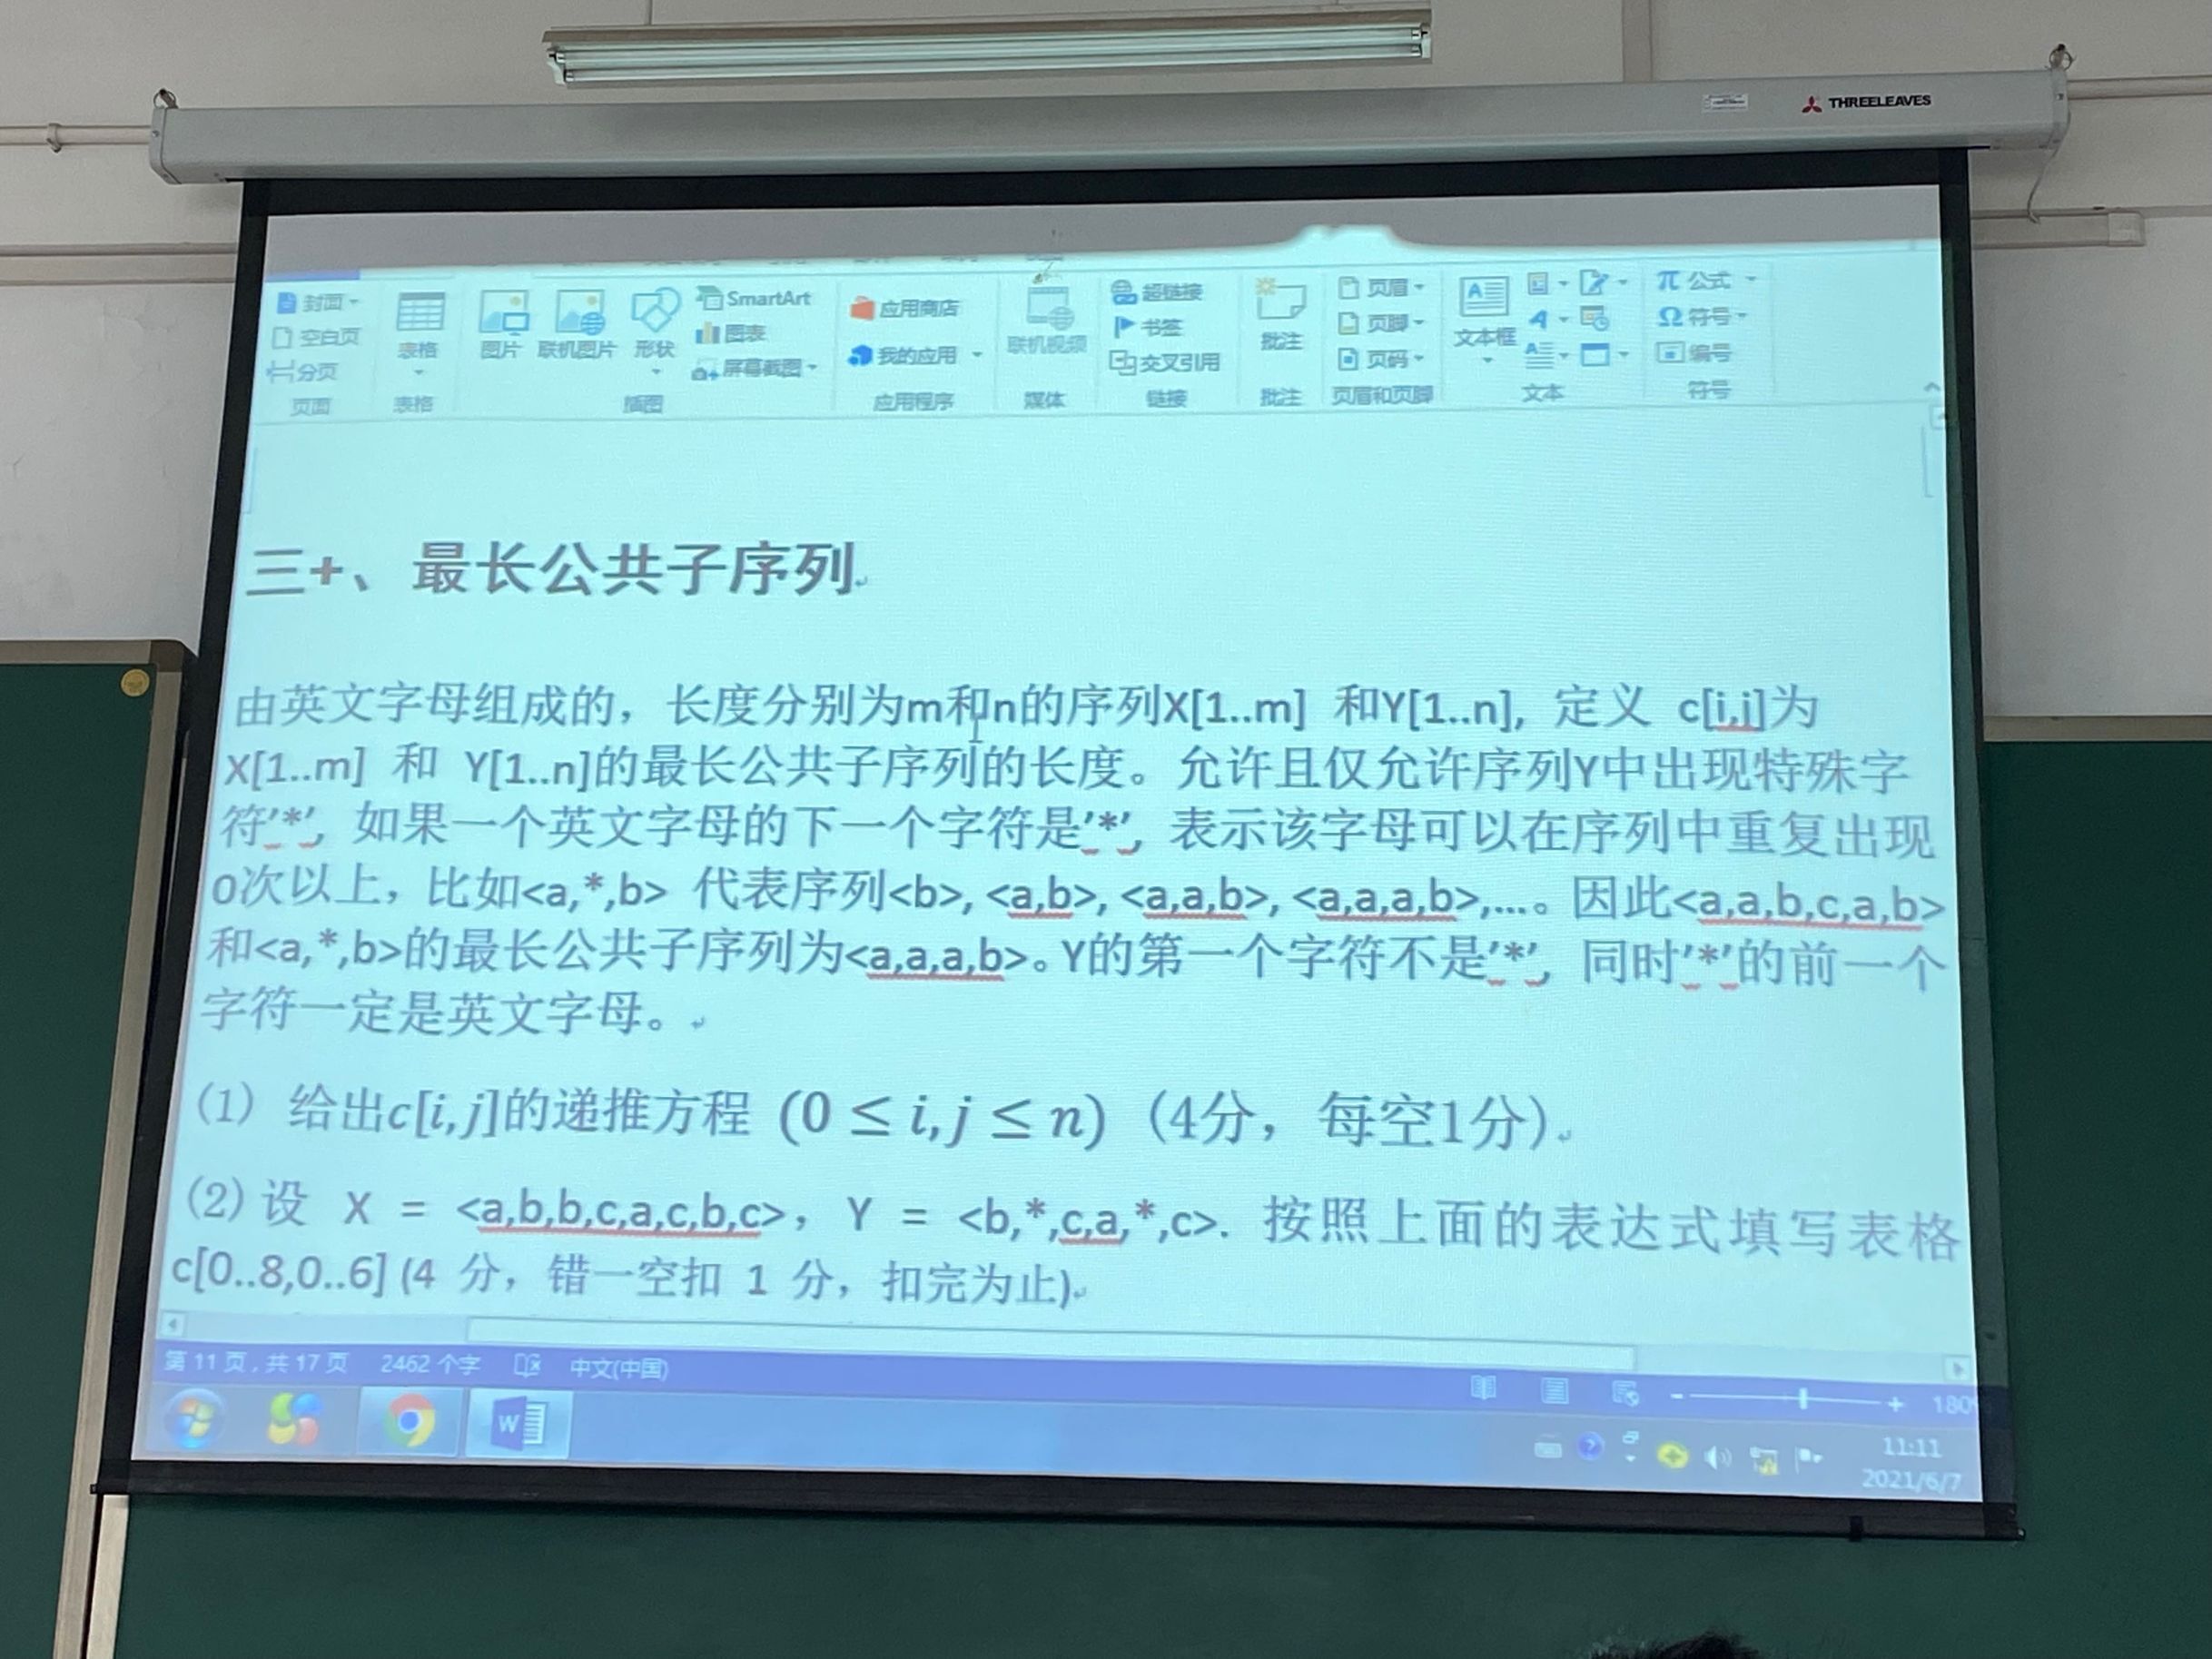 THREELEAVES
封面
空白页
分页
页面
表格
表格
图片
联机图片
形状
SmartArt
图表
屏幕截图
插图
应用商店
我的应用
应用程序
联机视频
媒体
超链接
书签
交叉引用
链接
批注
批注
页眉
页脚
页码
页眉和页脚
文本框
文本
π 公式
Ω 符号
编号
符号
三+、最长公共子序列
由英文字母组成的，长度分别为m和n的序列X[1..m] 和Y[1..n], 定义 c[i,j]为
X[1..m] 和 Y[1..n]的最长公共子序列的长度。允许且仅允许序列Y中出现特殊字
符'*', 如果一个英文字母的下一个字符是'*', 表示该字母可以在序列中重复出现
0次以上，比如<a,*,b> 代表序列<b>, <a,b>, <a,a,b>, <a,a,a,b>,...。因此<a,a,b,c,a,b>
和<a,*,b>的最长公共子序列为<a,a,a,b>。Y的第一个字符不是'*', 同时'*'的前一个
字符一定是英文字母。
(1) 给出c[i,j]的递推方程 (0 ≤ i,j ≤ n)（4分，每空1分）
(2) 设 X = <a,b,b,c,a,c,b,c>，Y = <b,*,c,a,*,c>. 按照上面的表达式填写表格
c[0..8,0..6] (4 分，错一空扣 1 分，扣完为止)
第 11 页，共 17 页 2462 个字 中文(中国)
180
11:11
2021/6/7